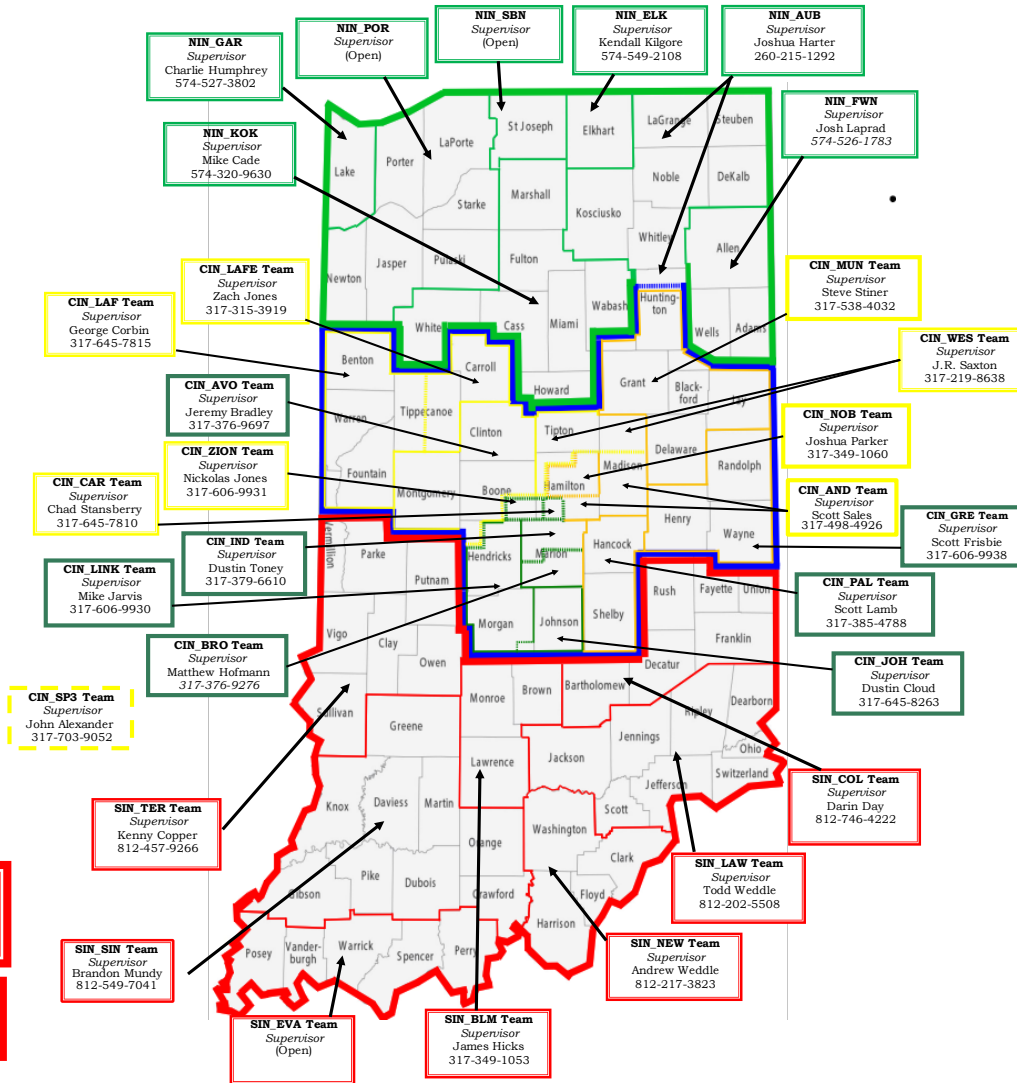 NIN_GAR
Supervisor
Charlie Humphrey
574-527-3802
NIN_POR
Supervisor
(Open)
NIN_SBN
Supervisor
(Open)
NIN_ELK
Supervisor
Kendall Kilgore
574-549-2108
NIN_AUB
Supervisor
Joshua Harter
260-215-1292
NIN_KOK
Supervisor
Mike Cade
574-320-9630
NIN_FWN
Supervisor
Josh Laprad
574-526-1783
CIN_LAFE Team
Supervisor
Zach Jones
317-315-3919
CIN_LAF Team
Supervisor
George Corbin
317-645-7815
CIN_AVO Team
Supervisor
Jeremy Bradley
317-376-9697
CIN_ZION Team
Supervisor
Nickolas Jones
317-606-9931
CIN_CAR Team
Supervisor
Chad Stansberry
317-645-7810
CIN_IND Team
Supervisor
Dustin Toney
317-379-6610
CIN_LINK Team
Supervisor
Mike Jarvis
317-606-9930
CIN_BRO Team
Supervisor
Matthew Hofmann
317-376-9276
CIN_SP3 Team
Supervisor
John Alexander
317-703-9052
CIN_MUN Team
Supervisor
Steve Stiner
317-538-4032
CIN_WES Team
Supervisor
J.R. Saxton
317-219-8638
CIN_NOB Team
Supervisor
Joshua Parker
317-349-1060
CIN_AND Team
Supervisor
Scott Sales
317-498-4926
CIN_GRE Team
Supervisor
Scott Frisbie
317-606-9938
CIN_PAL Team
Supervisor
Scott Lamb
317-385-4788
CIN_JOH Team
Supervisor
Dustin Cloud
317-645-8263
SIN_TER Team
Supervisor
Kenny Copper
812-457-9266
SIN_SIN Team
Supervisor
Brandon Mundy
812-549-7041
SIN_EVA Team
Supervisor
(Open)
SIN_BLM Team
Supervisor
James Hicks
317-349-1053
SIN_NEW Team
Supervisor
Andrew Weddle
812-217-3823
SIN_LAW Team
Supervisor
Todd Weddle
812-202-5508
SIN_COL Team
Supervisor
Darin Day
812-746-4222
Lake
Porter
LaPorte
St Joseph
Elkhart
LaGrange
Steuben
Noble
DeKalb
Starke
Marshall
Kosciusko
Whitley
Allen
Newton
Jasper
Pulaski
Fulton
Wabash
Hunting-
ton
Wells
Adams
White
Cass
Miami
Benton
Carroll
Howard
Grant
Black-
ford
Jay
Warren
Tippecanoe
Clinton
Tipton
Delaware
Randolph
Fountain
Montgomery
Boone
Hamilton
Madison
Henry
Wayne
Vermillion
Parke
Putnam
Hendricks
Marion
Hancock
Rush
Fayette
Union
Vigo
Clay
Owen
Morgan
Johnson
Shelby
Franklin
Decatur
Sullivan
Greene
Monroe
Brown
Bartholomew
Dearborn
Ripley
Jennings
Ohio
Switzerland
Jefferson
Jackson
Lawrence
Knox
Daviess
Martin
Scott
Washington
Orange
Clark
Floyd
Harrison
Crawford
Gibson
Pike
Dubois
Posey
Vander-
burgh
Warrick
Spencer
Perry